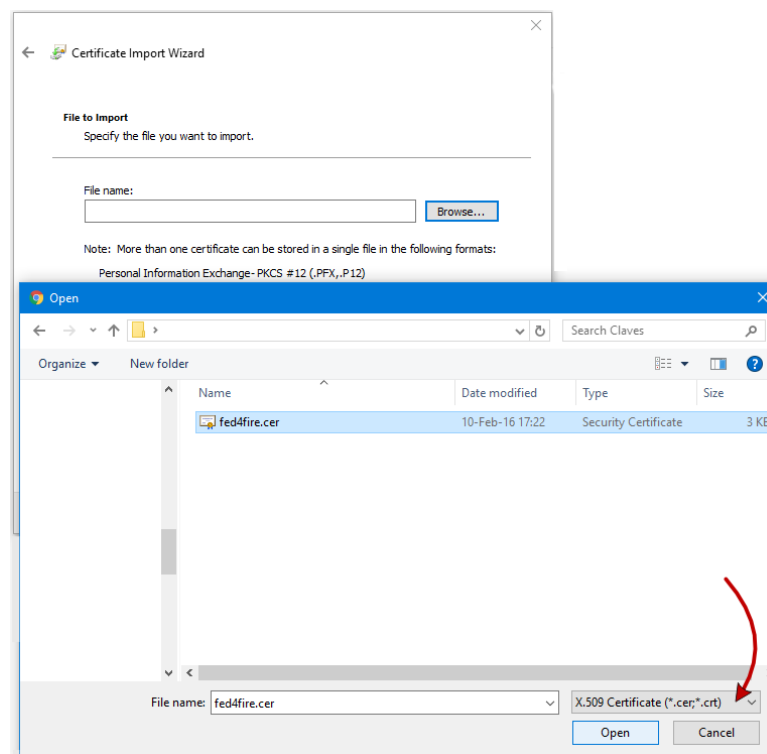 Certificate Import Wizard
File to Import
Specify the file you want to import.
File name:
Browse...
Note: More than one certificate can be stored in a single file in the following formats:
Personal Information Exchange- PKCS #12 (.PFX,.P12)
Open
Search Claves
Organize
New folder
Name Date modified Type Size
fed4fire.cer 10-Feb-16 17:22 Security Certificate 3 KB
File name: fed4fire.cer X.509 Certificate (*.cer;*.crt)
Open Cancel